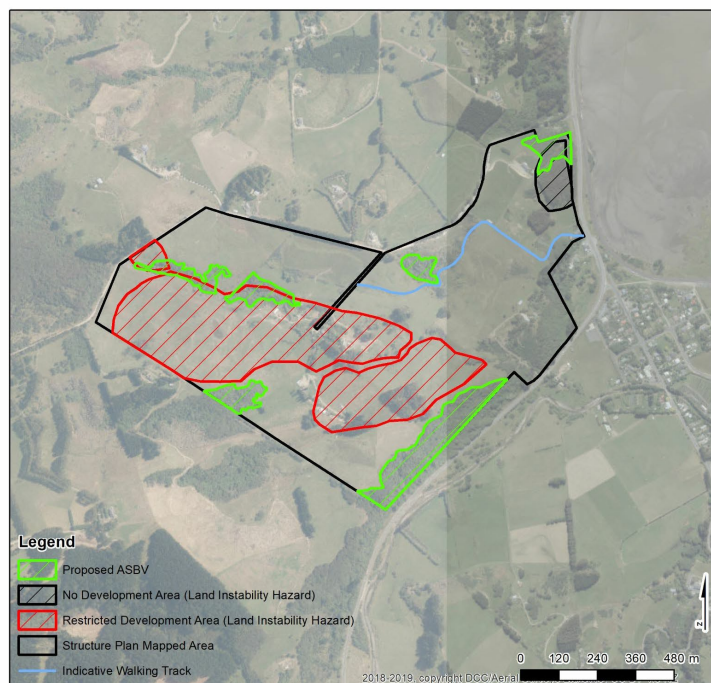 Legend
Proposed ASBV
No Development Area (Land Instability Hazard)
Restricted Development Area (Land Instability Hazard)
Structure Plan Mapped Area
Indicative Walking Track
N
0 120 240 360 480 m
2018-2019, copyright DCC/Aerial